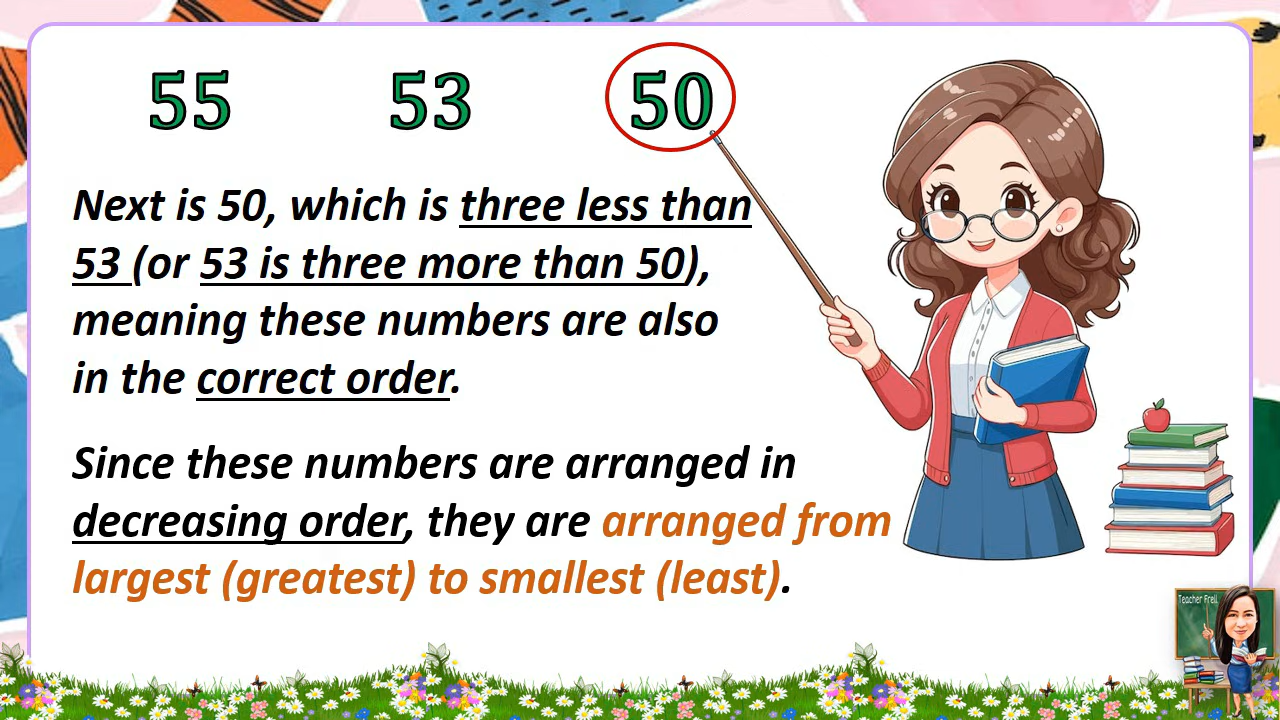 55 53 50
Next is 50, which is three less than
53 (or 53 is three more than 50),
meaning these numbers are also
in the correct order.
Since these numbers are arranged in
decreasing order, they are arranged from
largest (greatest) to smallest (least).
Teacher Frell